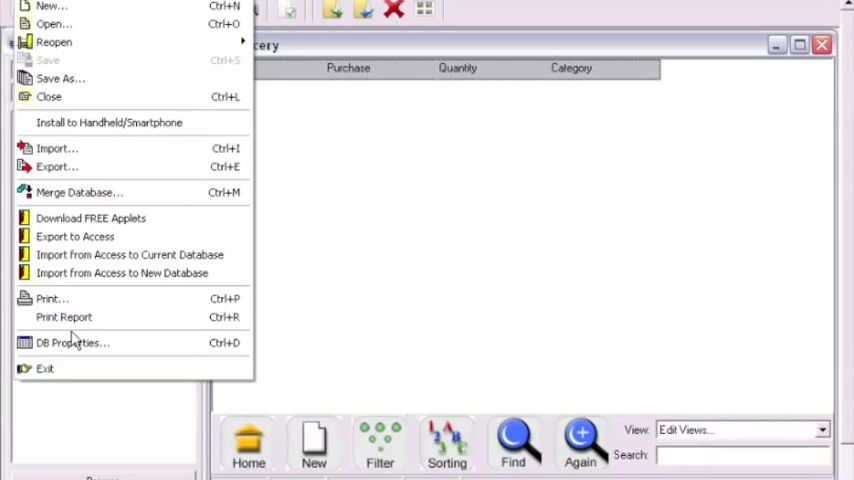 New... Ctrl+N
Open... Ctrl+O
Reopen
Save Ctrl+S
Save As...
Close Ctrl+L
Install to Handheld/Smartphone
Import... Ctrl+I
Export... Ctrl+E
Merge Database... Ctrl+M
Download FREE Applets
Export to Access
Import from Access to Current Database
Import from Access to New Database
Print... Ctrl+P
Print Report Ctrl+R
DB Properties... Ctrl+D
Exit
cery
Purchase Quantity Category
Home New Filter Sorting Find Again
View: Edit Views...
Search: